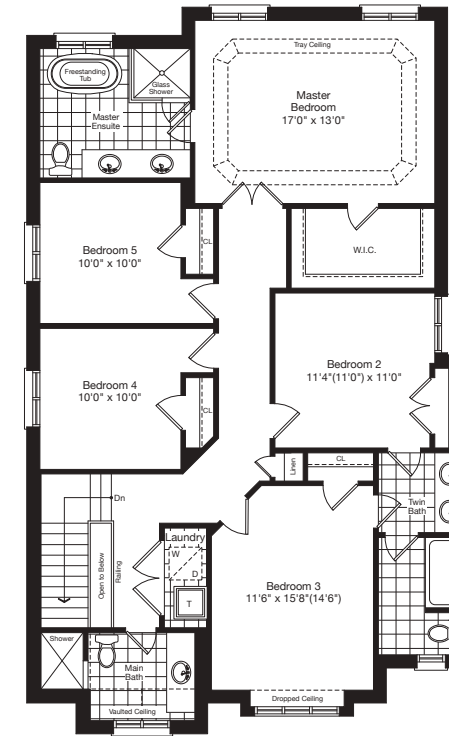 Tray Ceiling
Freestanding
Tub
Glass
Shower
Master
Bedroom
17'0" x 13'0"
Master
Ensuite
CL
W.I.C.
Bedroom 5
10'0" x 10'0"
Bedroom 2
11'4"(11'0") x 11'0"
Bedroom 4
10'0" x 10'0"
CL
Linen
CL
Dn
Twin
Bath
Open to Below
Railing
Laundry
W
D
T
Bedroom 3
11'6" x 15'8"(14'6")
Shower
Main
Bath
Vaulted Ceiling
Dropped Ceiling